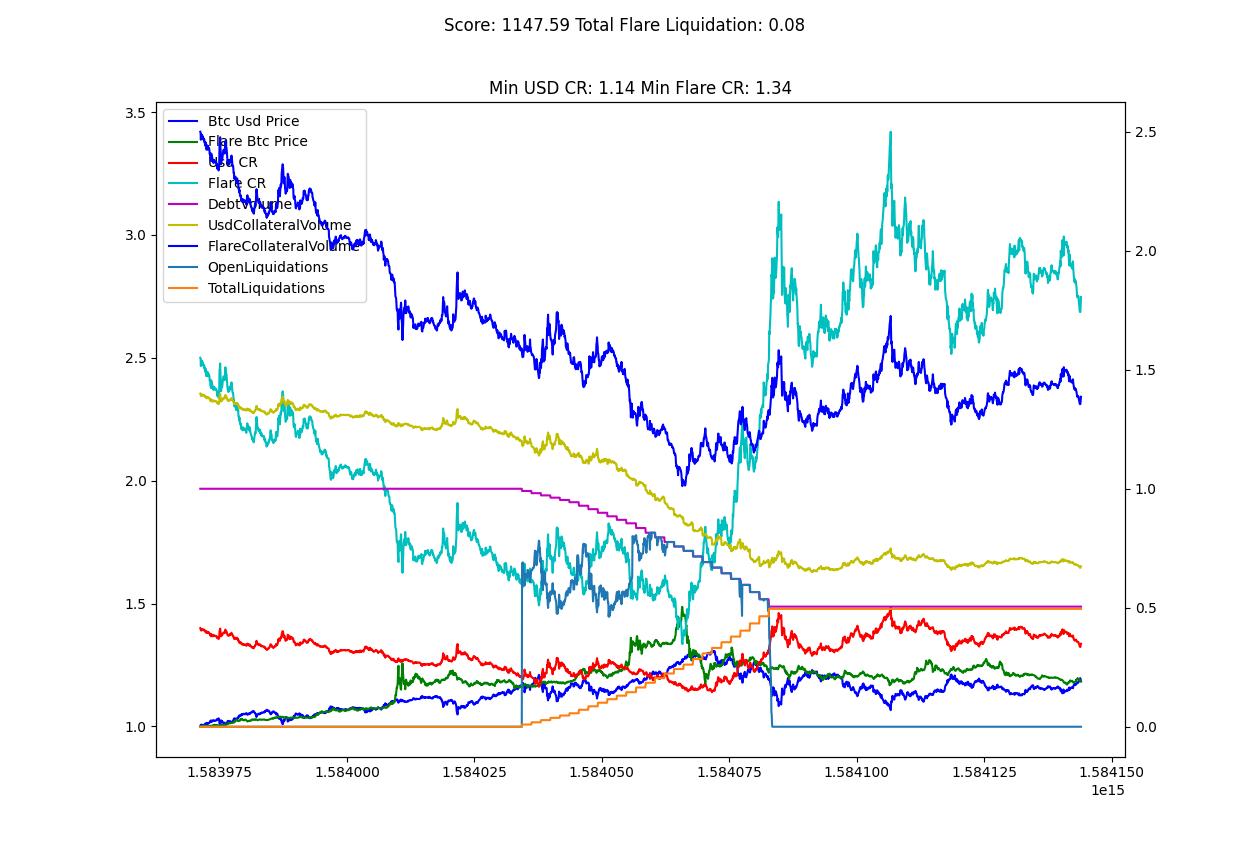 Score: 1147.59 Total Flare Liquidation: 0.08
Min USD CR: 1.14 Min Flare CR: 1.34
Btc Usd Price
Flare Btc Price
Usd CR
Flare CR
DebtVolume
UsdCollateralVolume
FlareCollateralVolume
OpenLiquidations
TotalLiquidations
3.5
3.0
2.5
2.0
1.5
1.0
2.5
2.0
1.5
1.0
0.5
0.0
1.583975 1.584000 1.584025 1.584050 1.584075 1.584100 1.584125 1.584150
1e15